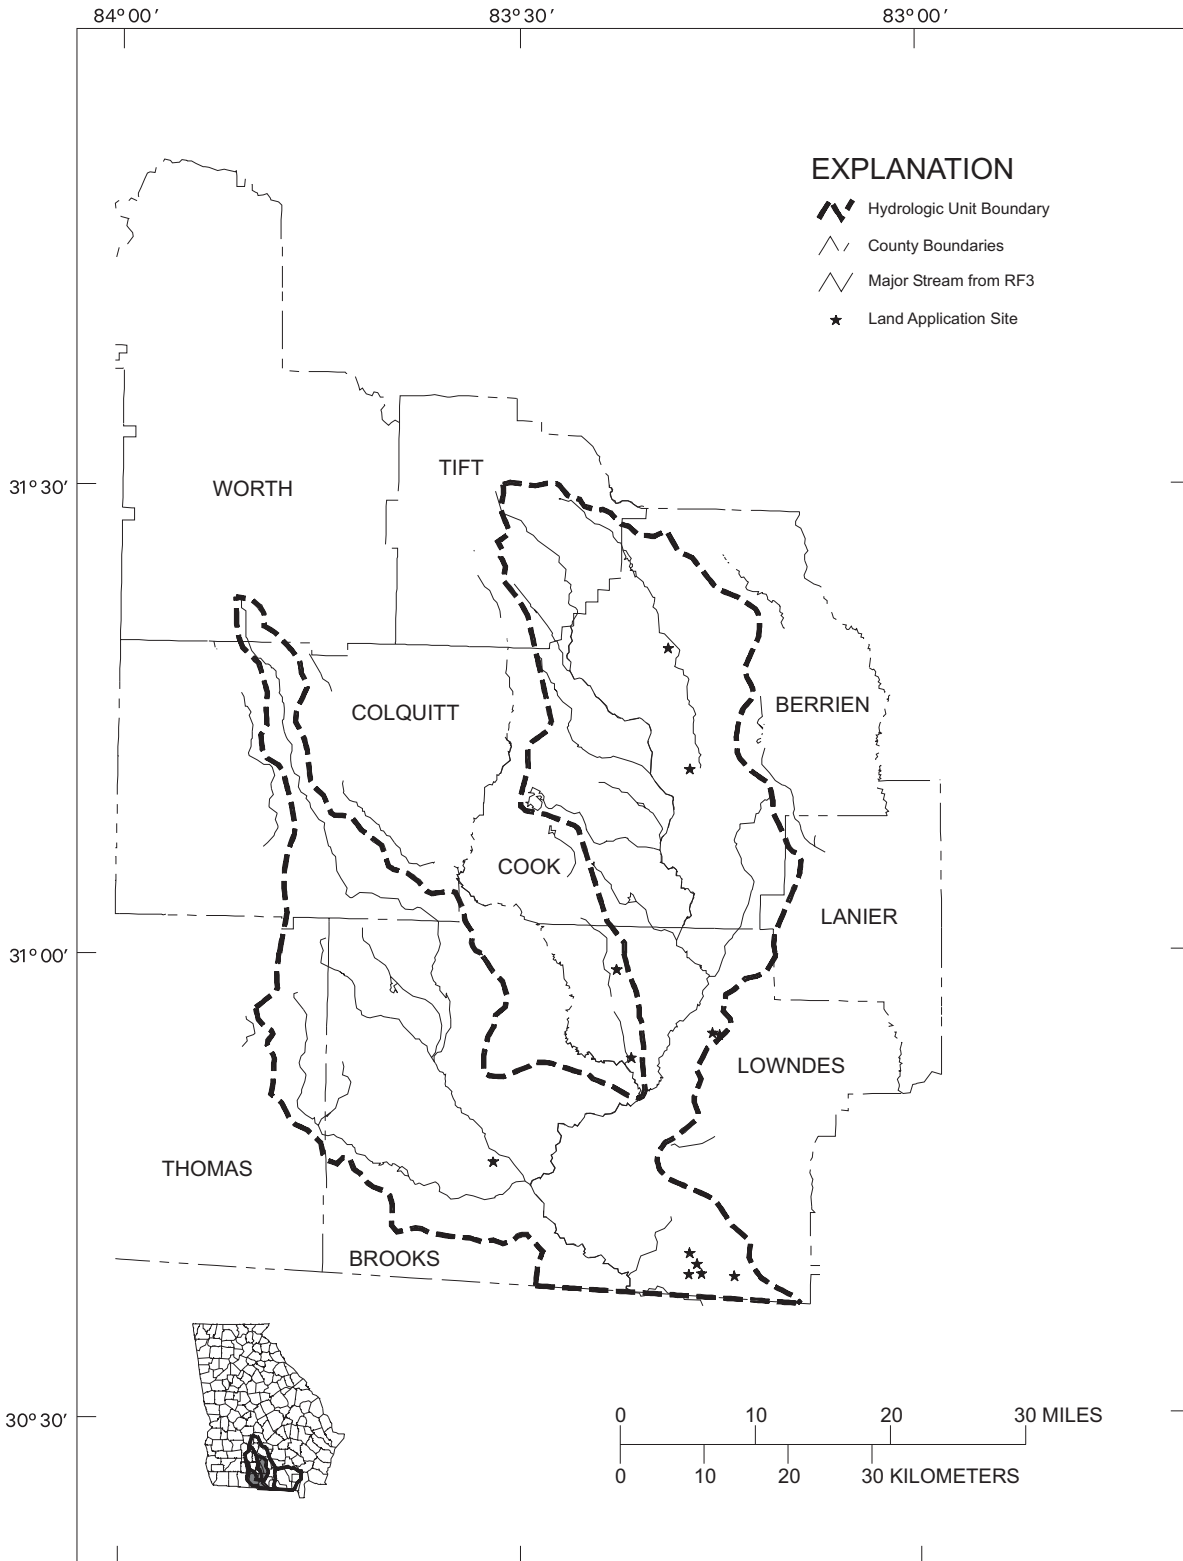 84°00′
83°30′
83°00′
EXPLANATION
Hydrologic Unit Boundary
County Boundaries
Major Stream from RF3
Land Application Site
TIFT
31°30′
WORTH
BERRIEN
COLQUITT
COOK
LANIER
31°00′
LOWNDES
THOMAS
BROOKS
30°30′
0 10 20 30 MILES
0 10 20 30 KILOMETERS